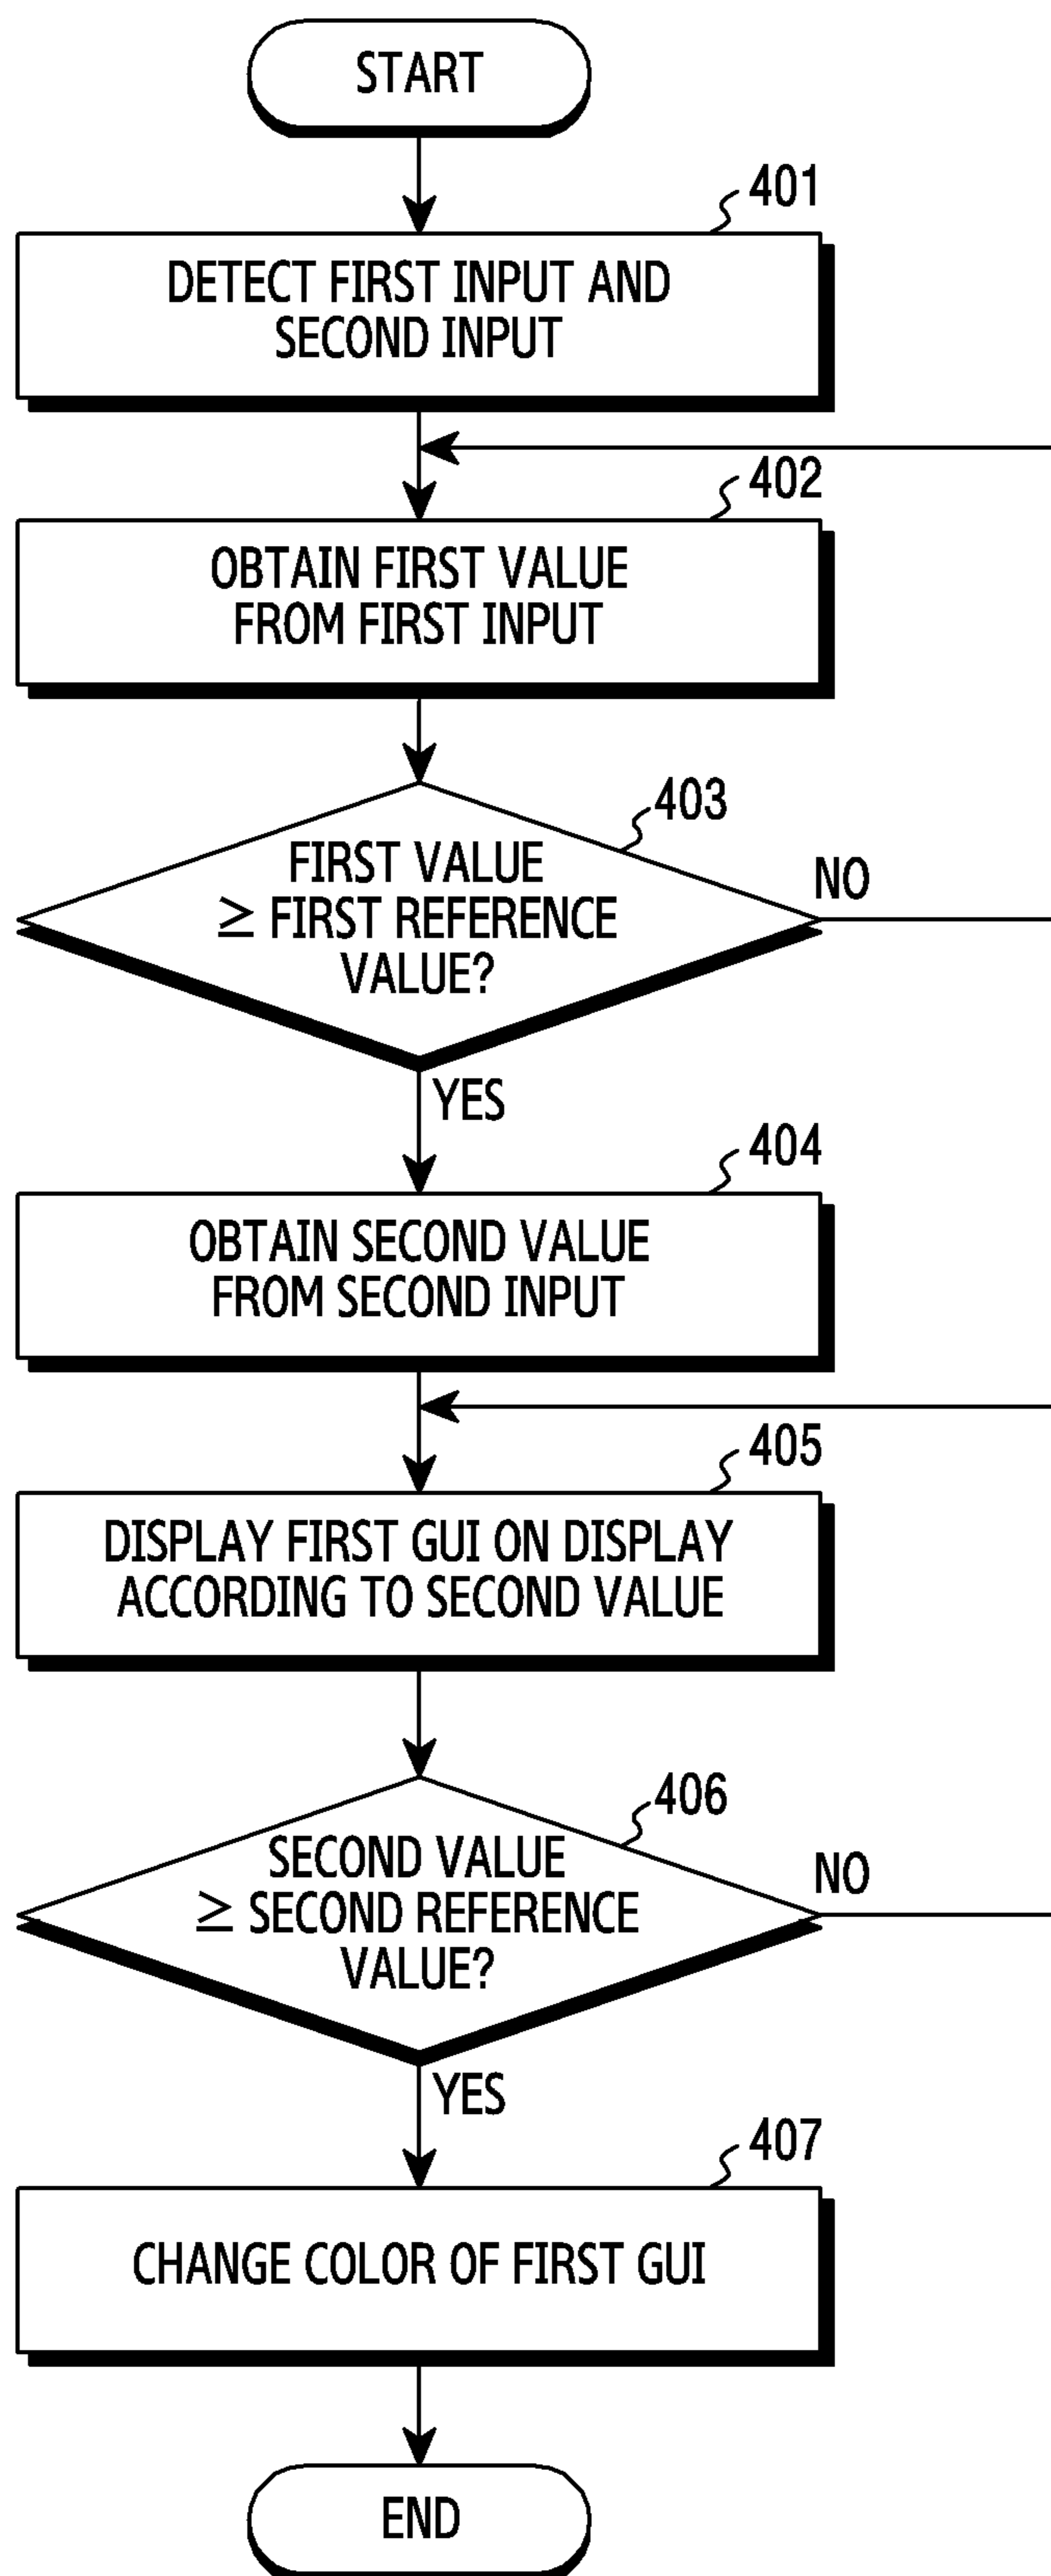 START
401
DETECT FIRST INPUT AND
SECOND INPUT
402
OBTAIN FIRST VALUE
FROM FIRST INPUT
403
FIRST VALUE
≥ FIRST REFERENCE
VALUE?
NO
YES
404
OBTAIN SECOND VALUE
FROM SECOND INPUT
405
DISPLAY FIRST GUI ON DISPLAY
ACCORDING TO SECOND VALUE
406
SECOND VALUE
≥ SECOND REFERENCE
VALUE?
NO
YES
407
CHANGE COLOR OF FIRST GUI
END